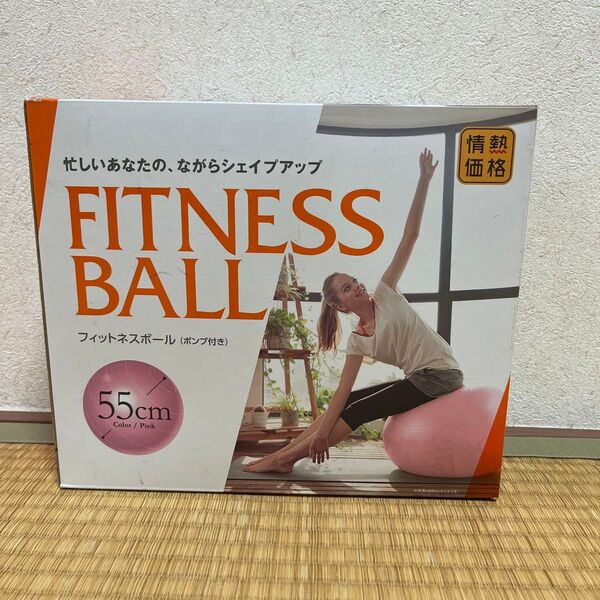 忙しいあなたの、ながらシェイプアップ
情熱
価格
FITNESS
BALL
フィットネスボール（ポンプ付き）
55cm
Color / Pink